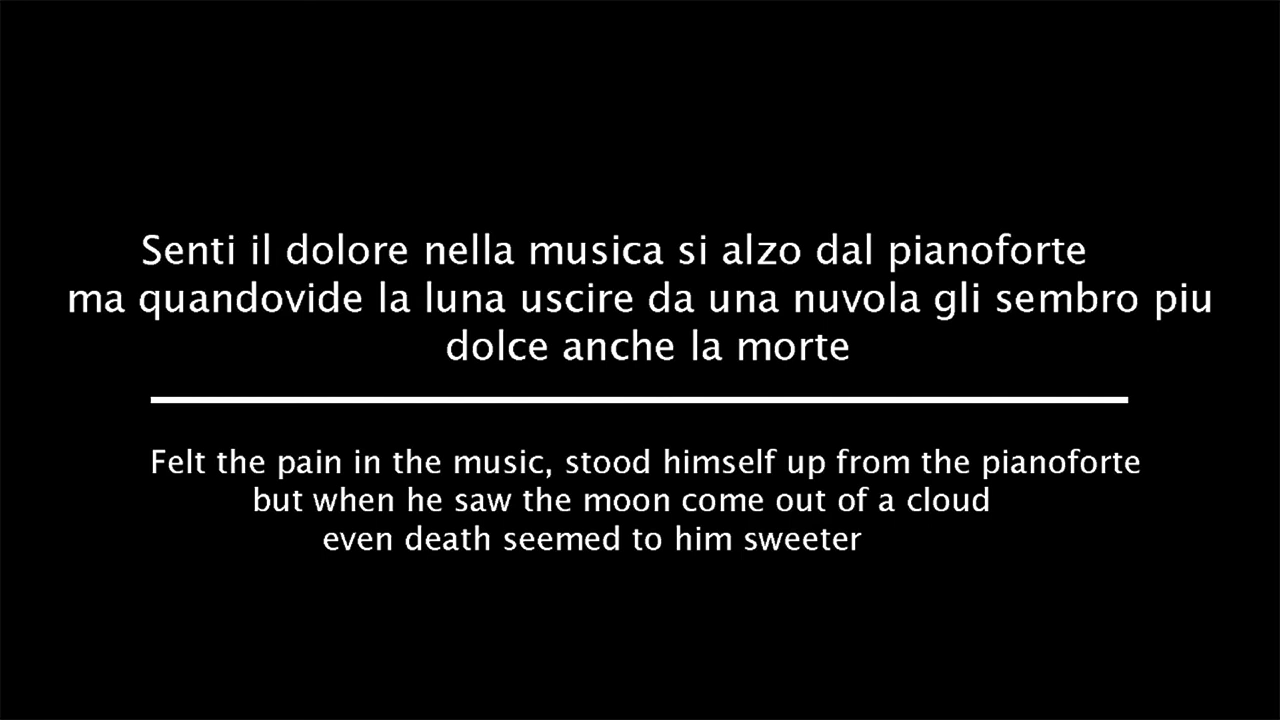 Senti il dolore nella musica si alzo dal pianoforte
ma quandovide la luna uscire da una nuvola gli sembro piu
dolce anche la morte
Felt the pain in the music, stood himself up from the pianoforte
but when he saw the moon come out of a cloud
even death seemed to him sweeter